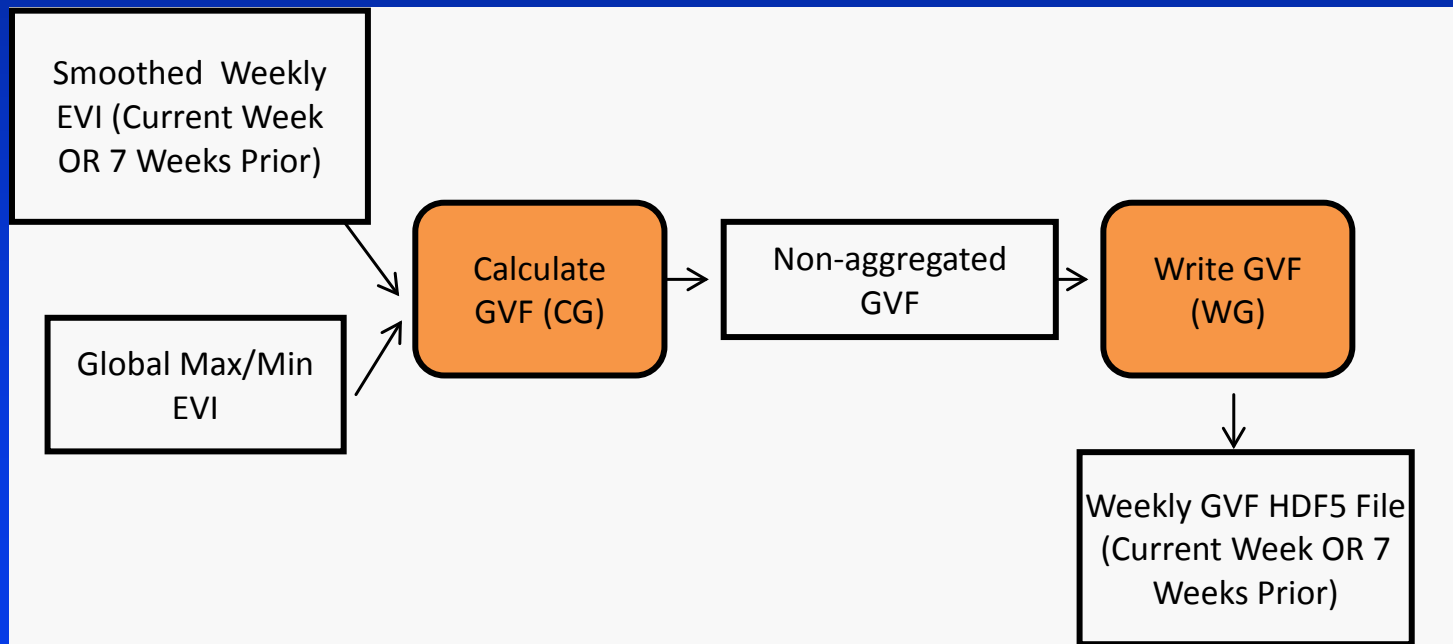 Smoothed Weekly
EVI (Current Week
OR 7 Weeks Prior)
Global Max/Min
EVI
Calculate
GVF (CG)
Non-aggregated
GVF
Write GVF
(WG)
Weekly GVF HDF5 File
(Current Week OR 7
Weeks Prior)